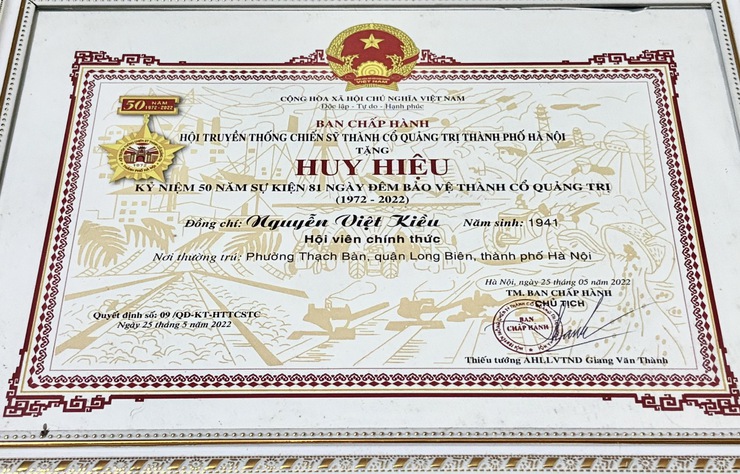 VIỆT NAM
CỘNG HÒA XÃ HỘI CHỦ NGHĨA VIỆT NAM
Độc lập - Tự do - Hạnh phúc
50 NĂM
1972-2022
1972
BAN CHẤP HÀNH
HỘI TRUYỀN THỐNG CHIẾN SỸ THÀNH CỔ QUẢNG TRỊ THÀNH PHỐ HÀ NỘI
TẶNG
HUY HIỆU
KỶ NIỆM 50 NĂM SỰ KIỆN 81 NGÀY ĐÊM BẢO VỆ THÀNH CỔ QUẢNG TRỊ
(1972 - 2022)
Đồng chí: Nguyễn Việt Kiều Năm sinh: 1941
Hội viên chính thức
Nơi thường trú: Phường Thạch Bàn, quận Long Biên, thành phố Hà Nội
Hà Nội, ngày 25 tháng 05 năm 2022
TM. BAN CHẤP HÀNH
CHỦ TỊCH
BAN
CHẤP HÀNH
Quyết định số: 09 /QĐ-KT-HTTCSTC
Ngày 25 tháng 5 năm 2022
Thiếu tướng AHLLVTND Giang Văn Thành